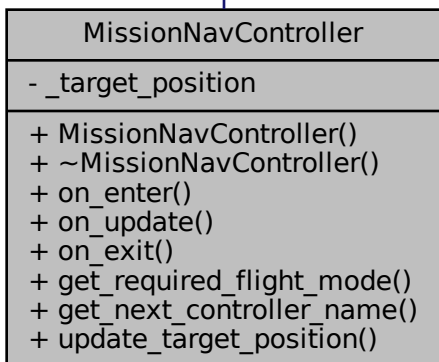 MissionNavController
- _target_position
+ MissionNavController()
+ ~MissionNavController()
+ on_enter()
+ on_update()
+ on_exit()
+ get_required_flight_mode()
+ get_next_controller_name()
+ update_target_position()